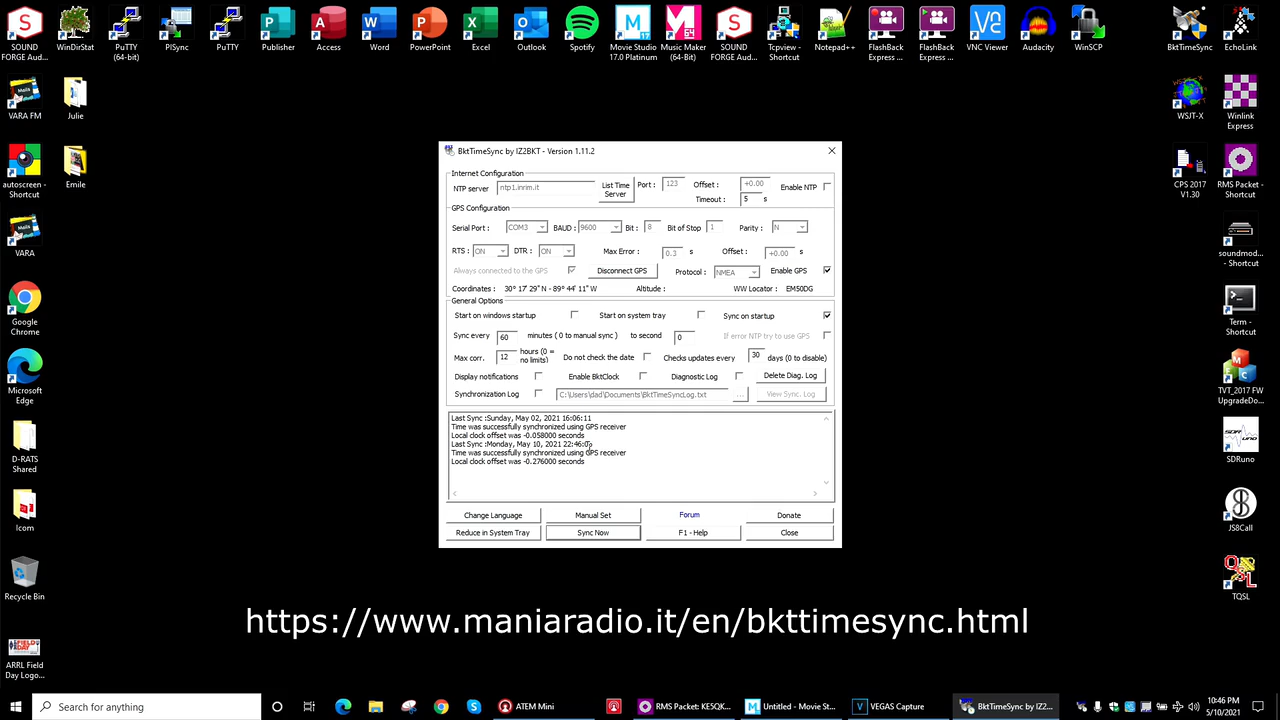 SOUND FORGE Aud...
WinDirStat
PuTTY (64-bit)
PISync
PuTTY
Publisher
Access
Word
PowerPoint
Excel
Outlook
Spotify
Movie Studio 17.0 Platinum
Music Maker (64-Bit)
SOUND FORGE Aud...
Tcpview - Shortcut
Notepad++
FlashBack Express ...
FlashBack Express ...
VNC Viewer
Audacity
WinSCP
BktTimeSync
EchoLink
VARA FM
Julie
WSJT-X
Winlink Express
autoscreen - Shortcut
Emile
CPS 2017 V1.30
RMS Packet - Shortcut
VARA
soundmod... - Shortcut
Google Chrome
Term - Shortcut
Microsoft Edge
TVT 2017 FW UpgradeDem
D-RATS Shared
SDRuno
Icom
JS8Call
Recycle Bin
TQSL
ARRL Field Day Logo...
BktTimeSync by IZ2BKT - Version 1.11.2
Internet Configuration
NTP server ntp1.inrim.it List Time Server Port : 123 Offset : +0.00 Enable NTP
Timeout : 5 s
GPS Configuration
Serial Port : COM3 BAUD : 9600 Bit : 8 Bit of Stop 1 Parity : N
RTS : ON DTR : ON Max Error : 0.3 s Offset : +0.00 s
Always connected to the GPS Disconnect GPS Protocol : NMEA Enable GPS
Coordinates : 30° 17' 29" N - 89° 44' 11" W Altitude : WW Locator : EM50DG
General Options
Start on windows startup Start on system tray Sync on startup
Sync every 60 minutes ( 0 to manual sync ) to second 0 If error NTP try to use GPS
Max corr. 12 hours (0 = no limits) Do not check the date Checks updates every 30 days (0 to disable)
Display notifications Enable BktClock Diagnostic Log Delete Diag. Log
Synchronization Log C:\Users\dad\Documents\BktTimeSyncLog.txt ... View Sync. Log
Last Sync :Sunday, May 02, 2021 16:06:11
Time was successfully synchronized using GPS receiver
Local clock offset was -0.058000 seconds
Last Sync :Monday, May 10, 2021 22:46:0
Time was successfully synchronized using GPS receiver
Local clock offset was -0.276000 seconds
Change Language Manual Set Forum Donate
Reduce in System Tray Sync Now F1 - Help Close
https://www.maniaradio.it/en/bkttimesync.html
Search for anything
ATEM Mini
RMS Packet: KE5QK...
Untitled - Movie St...
VEGAS Capture
BktTimeSync by IZ2...
10:46 PM
5/10/2021